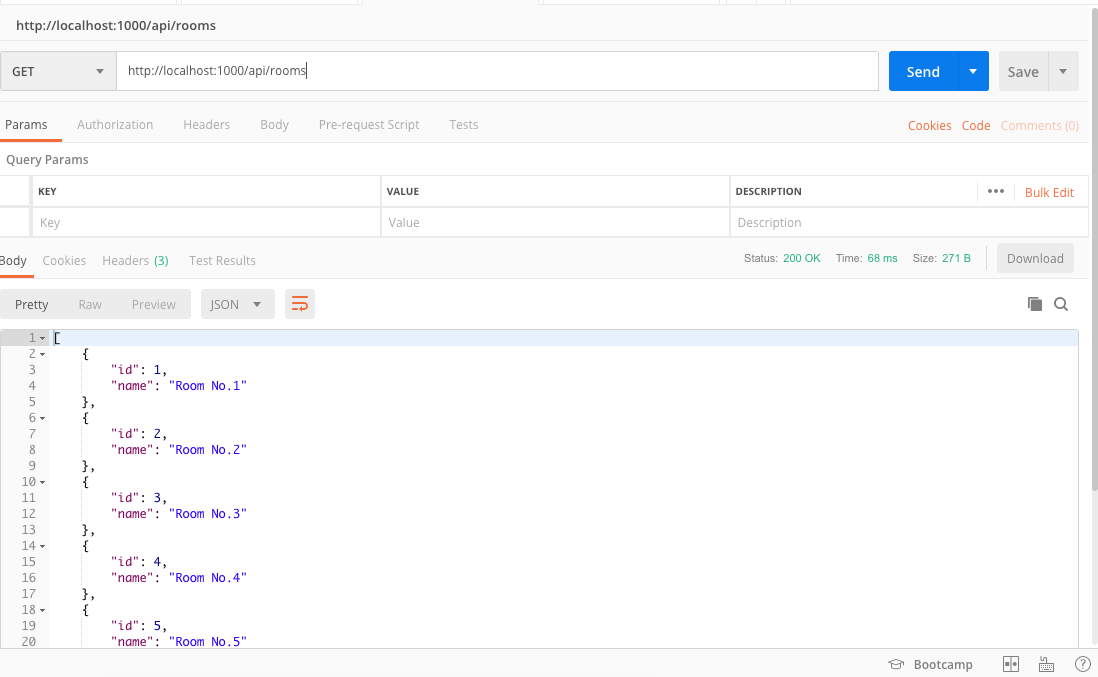 http://localhost:1000/api/rooms
GET http://localhost:1000/api/rooms Send Save
Params Authorization Headers Body Pre-request Script Tests Cookies Code Comments (0)
Query Params
KEY VALUE DESCRIPTION ••• Bulk Edit
Key Value Description
Body Cookies Headers (3) Test Results Status: 200 OK Time: 68 ms Size: 271 B Download
Pretty Raw Preview JSON
1 [
2 {
3 "id": 1,
4 "name": "Room No.1"
5 },
6 {
7 "id": 2,
8 "name": "Room No.2"
9 },
10 {
11 "id": 3,
12 "name": "Room No.3"
13 },
14 {
15 "id": 4,
16 "name": "Room No.4"
17 },
18 {
19 "id": 5,
20 "name": "Room No.5"
Bootcamp ?